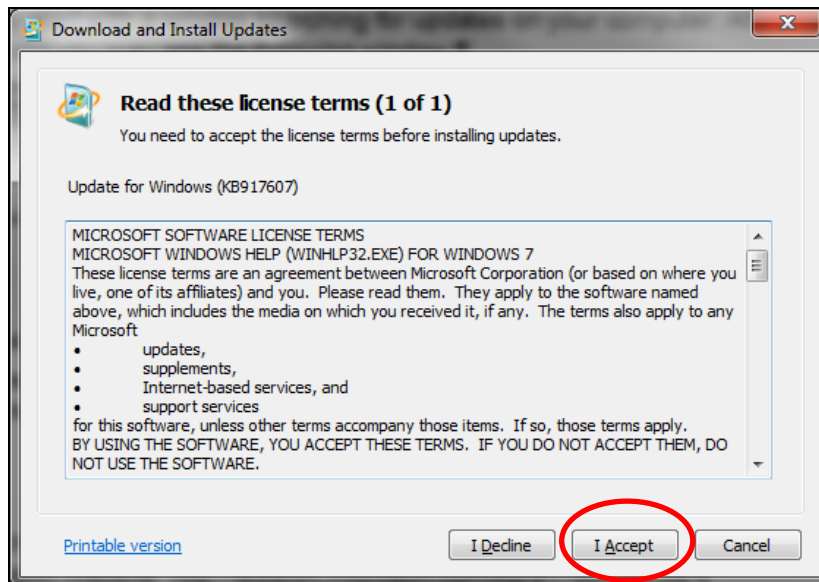 for updates on your computer
Download and Install Updates
Read these license terms (1 of 1)
You need to accept the license terms before installing updates.
Update for Windows (KB917607)
MICROSOFT SOFTWARE LICENSE TERMS
MICROSOFT WINDOWS HELP (WINHLP32.EXE) FOR WINDOWS 7
These license terms are an agreement between Microsoft Corporation (or based on where you
live, one of its affiliates) and you.  Please read them.  They apply to the software named
above, which includes the media on which you received it, if any.  The terms also apply to any
Microsoft
• updates,
• supplements,
• Internet-based services, and
• support services
for this software, unless other terms accompany those items.  If so, those terms apply.
BY USING THE SOFTWARE, YOU ACCEPT THESE TERMS.  IF YOU DO NOT ACCEPT THEM, DO
NOT USE THE SOFTWARE.
Printable version
I Decline
I Accept
Cancel